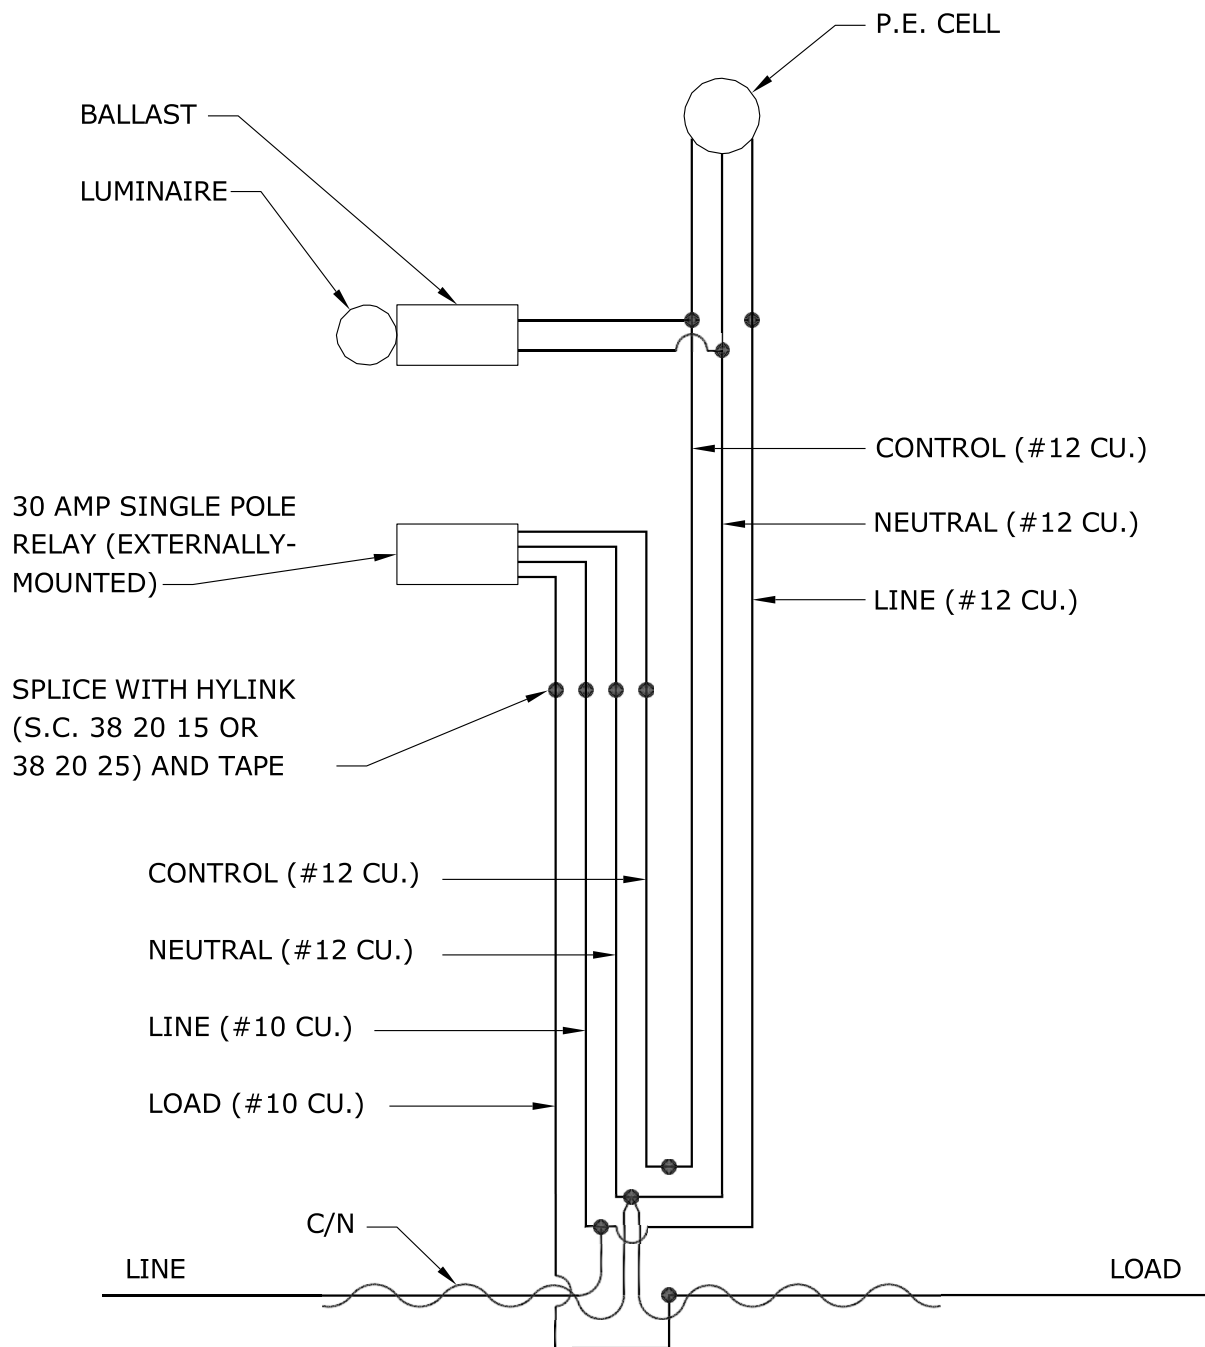 P.E. CELL
BALLAST
LUMINAIRE
CONTROL (#12 CU.)
NEUTRAL (#12 CU.)
LINE (#12 CU.)
30 AMP SINGLE POLE
RELAY (EXTERNALLY-
MOUNTED)
SPLICE WITH HYLINK
(S.C. 38 20 15 OR
38 20 25) AND TAPE
CONTROL (#12 CU.)
NEUTRAL (#12 CU.)
LINE (#10 CU.)
LOAD (#10 CU.)
C/N
LINE
LOAD